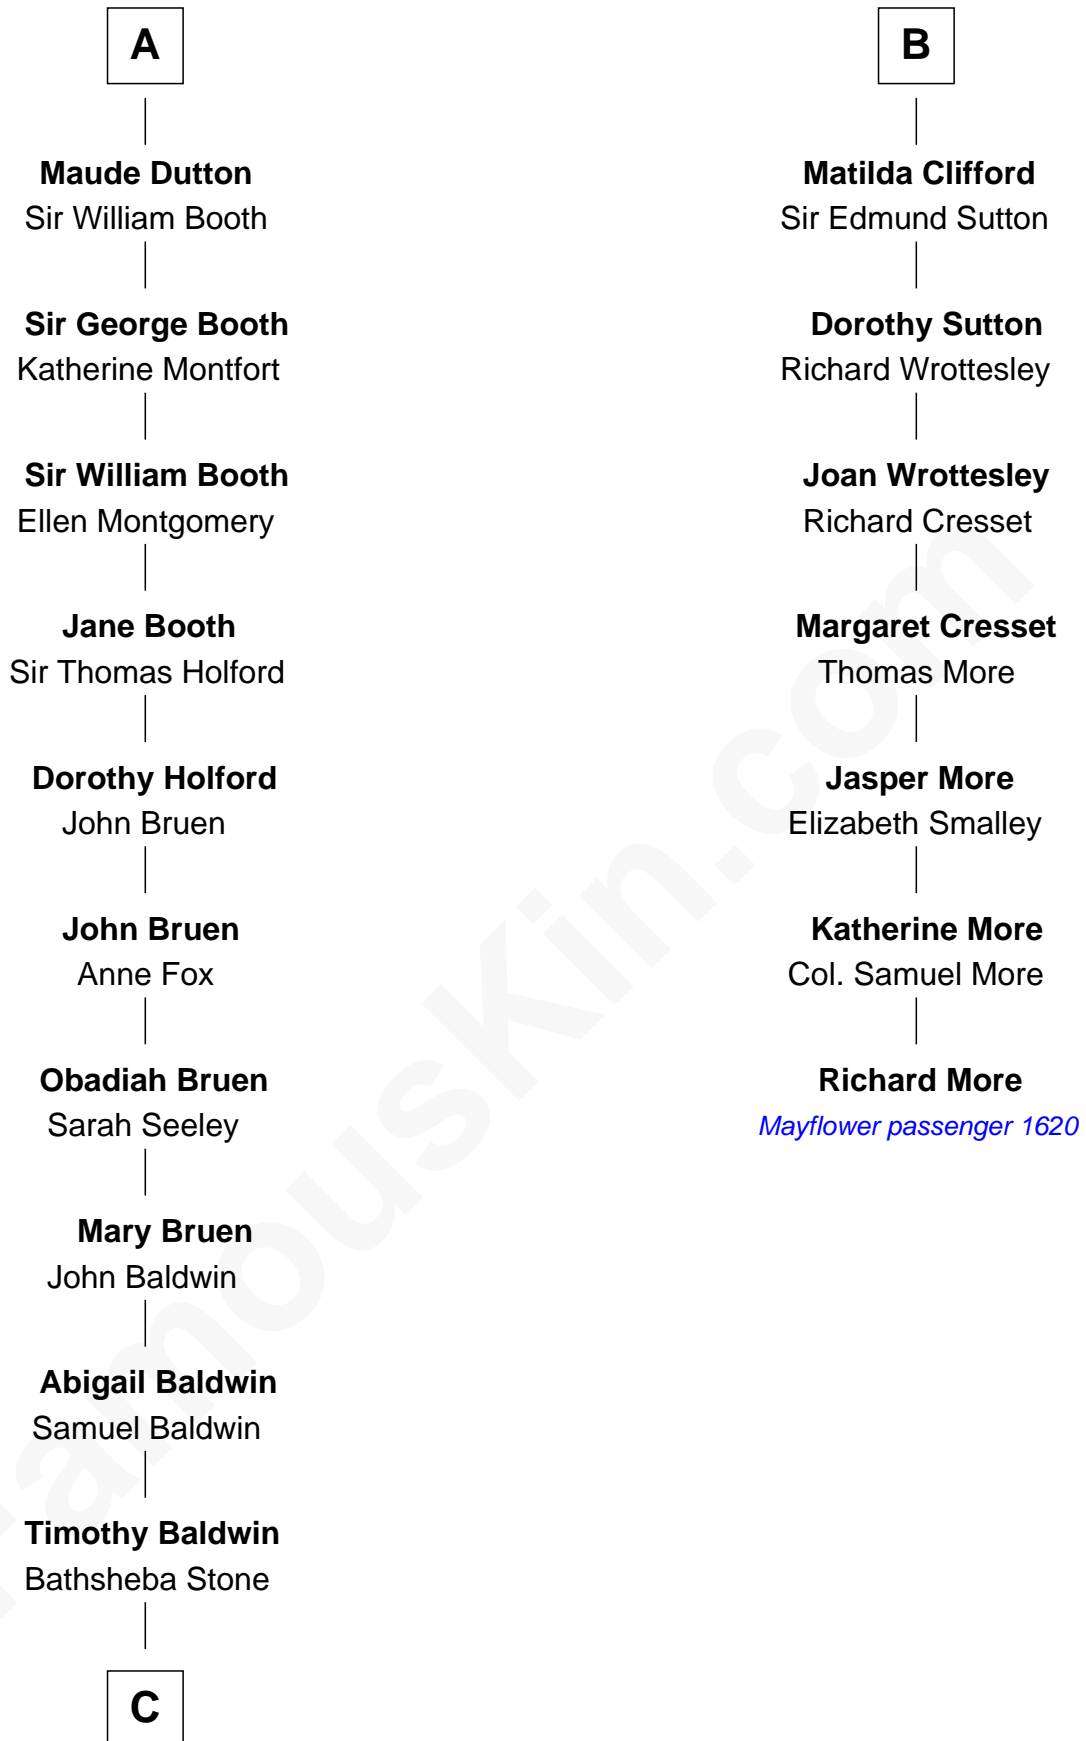 A
Maude Dutton
Sir William Booth
Sir George Booth
Katherine Montfort
Sir William Booth
Ellen Montgomery
Jane Booth
Sir Thomas Holford
Dorothy Holford
John Bruen
John Bruen
Anne Fox
Obadiah Bruen
Sarah Seeley
Mary Bruen
John Baldwin
Abigail Baldwin
Samuel Baldwin
Timothy Baldwin
Bathsheba Stone
C
B
Matilda Clifford
Sir Edmund Sutton
Dorothy Sutton
Richard Wrottesley
Joan Wrottesley
Richard Cresset
Margaret Cresset
Thomas More
Jasper More
Elizabeth Smalley
Katherine More
Col. Samuel More
Richard More
Mayflower passenger 1620
FamousKin.com